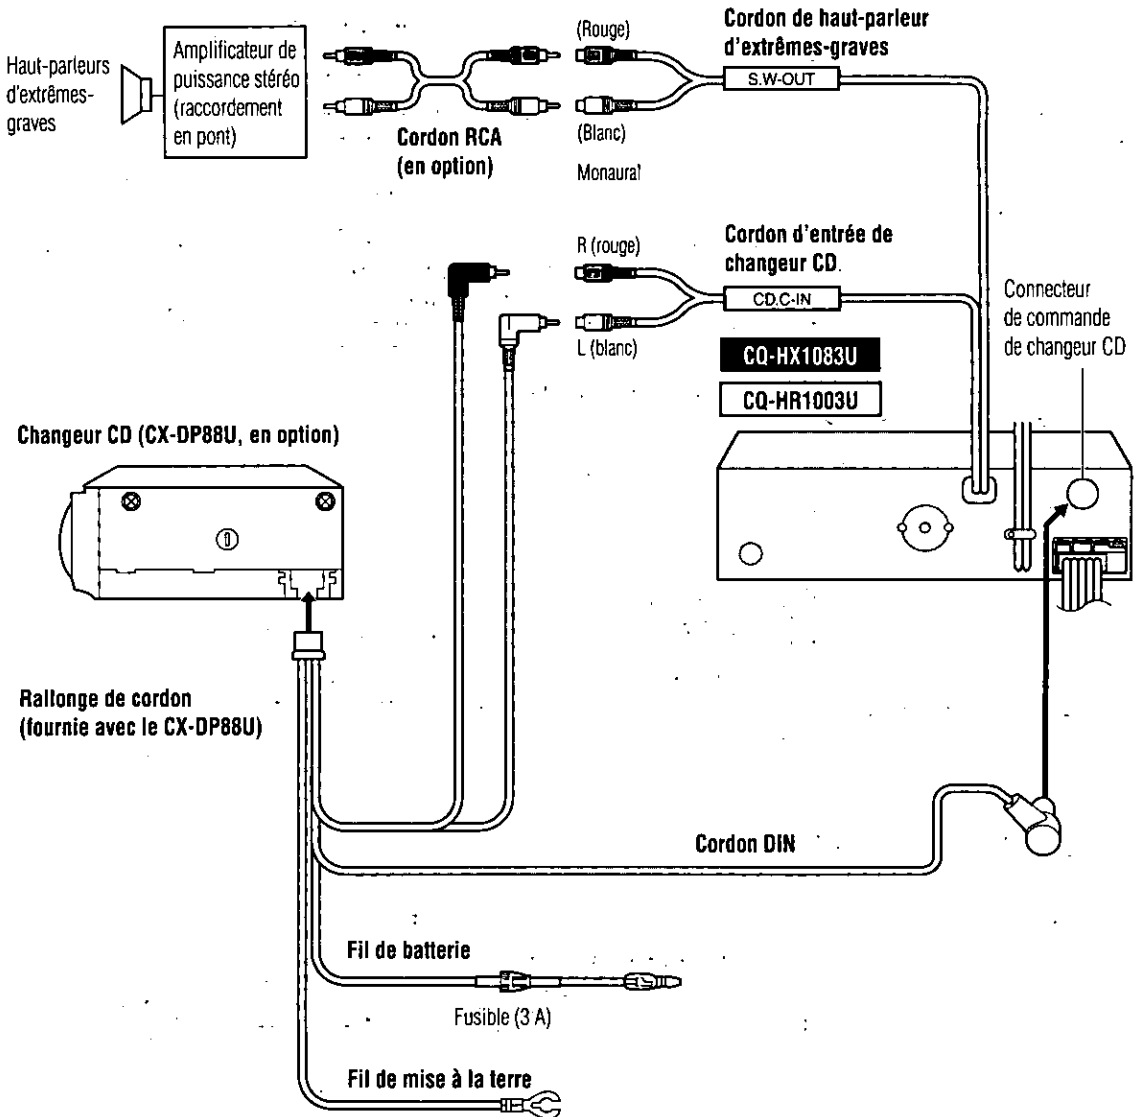 Haut-parleurs
d'extrêmes-
graves
Amplificateur de
puissance stéréo
(raccordement
en pont)
Cordon RCA
(en option)
(Rouge)
(Blanc)
Monaural
Cordon de haut-parleur
d'extrêmes-graves
S.W-OUT
R (rouge)
L (blanc)
Cordon d'entrée de
changeur CD
CD.C-IN
CQ-HX1083U
CQ-HR1003U
Connecteur
de commande
de changeur CD
Changeur CD (CX-DP88U, en option)
Rallonge de cordon
(fournie avec le CX-DP88U)
Cordon DIN
Fil de batterie
Fusible (3 A)
Fil de mise à la terre